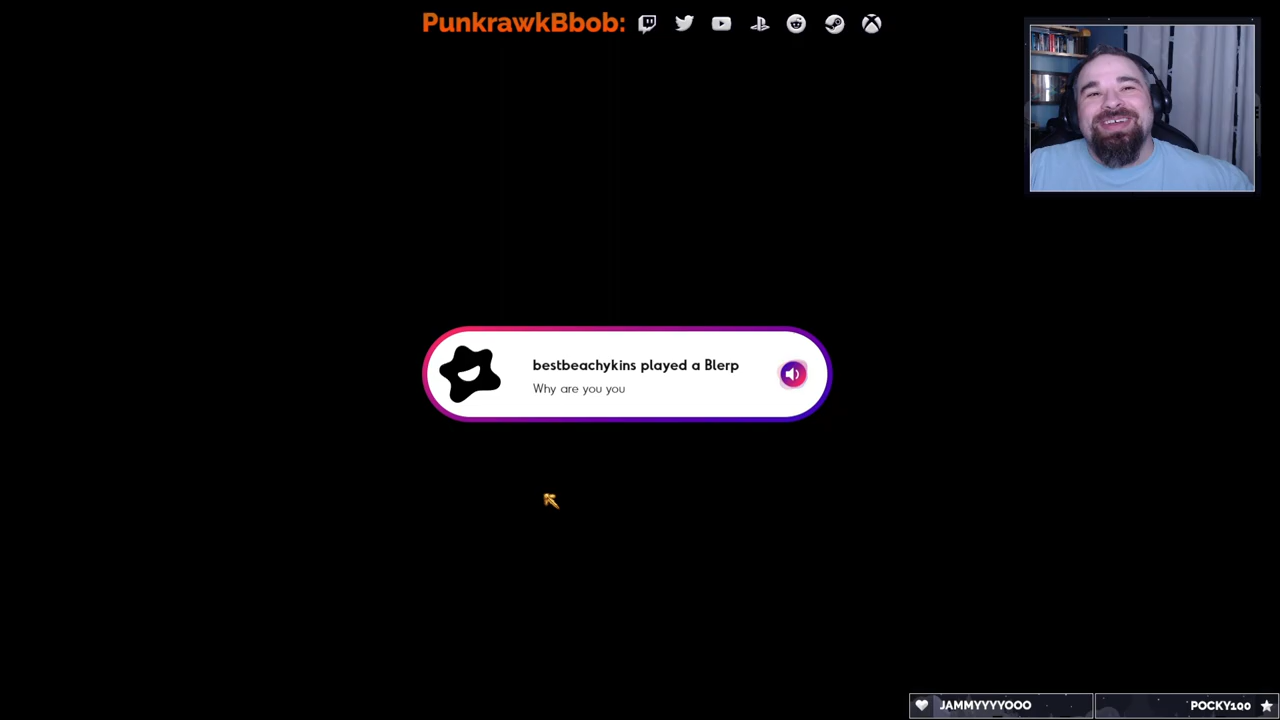 PunkrawkBbob:
bestbeachykins played a Blerp
Why are you you
JAMMYYYYOOO
POCKY100